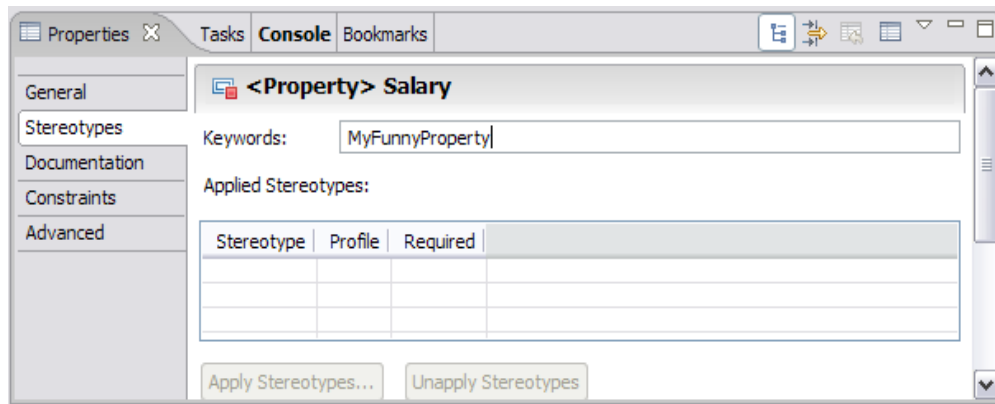 Properties Tasks Console Bookmarks
General
Stereotypes
Documentation
Constraints
Advanced
<Property> Salary
Keywords: MyFunnyProperty
Applied Stereotypes:
Stereotype Profile Required
Apply Stereotypes... Unapply Stereotypes